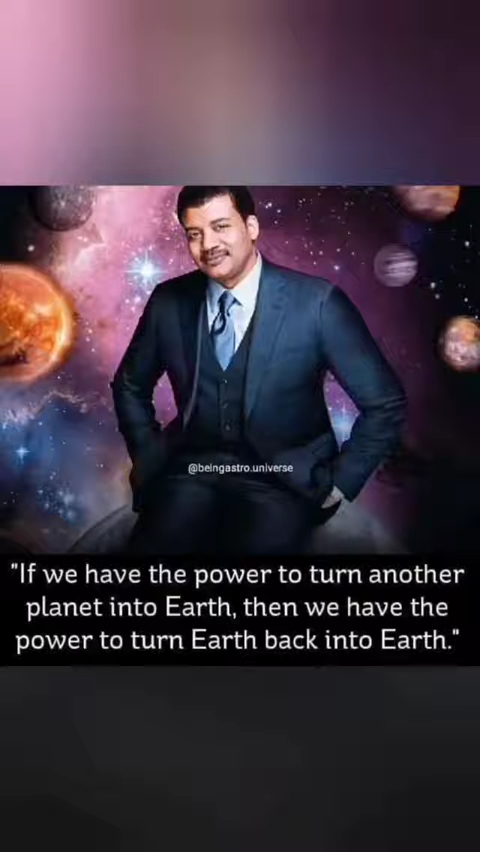 @beingastro.universe
"If we have the power to turn another
planet into Earth, then we have the
power to turn Earth back into Earth."